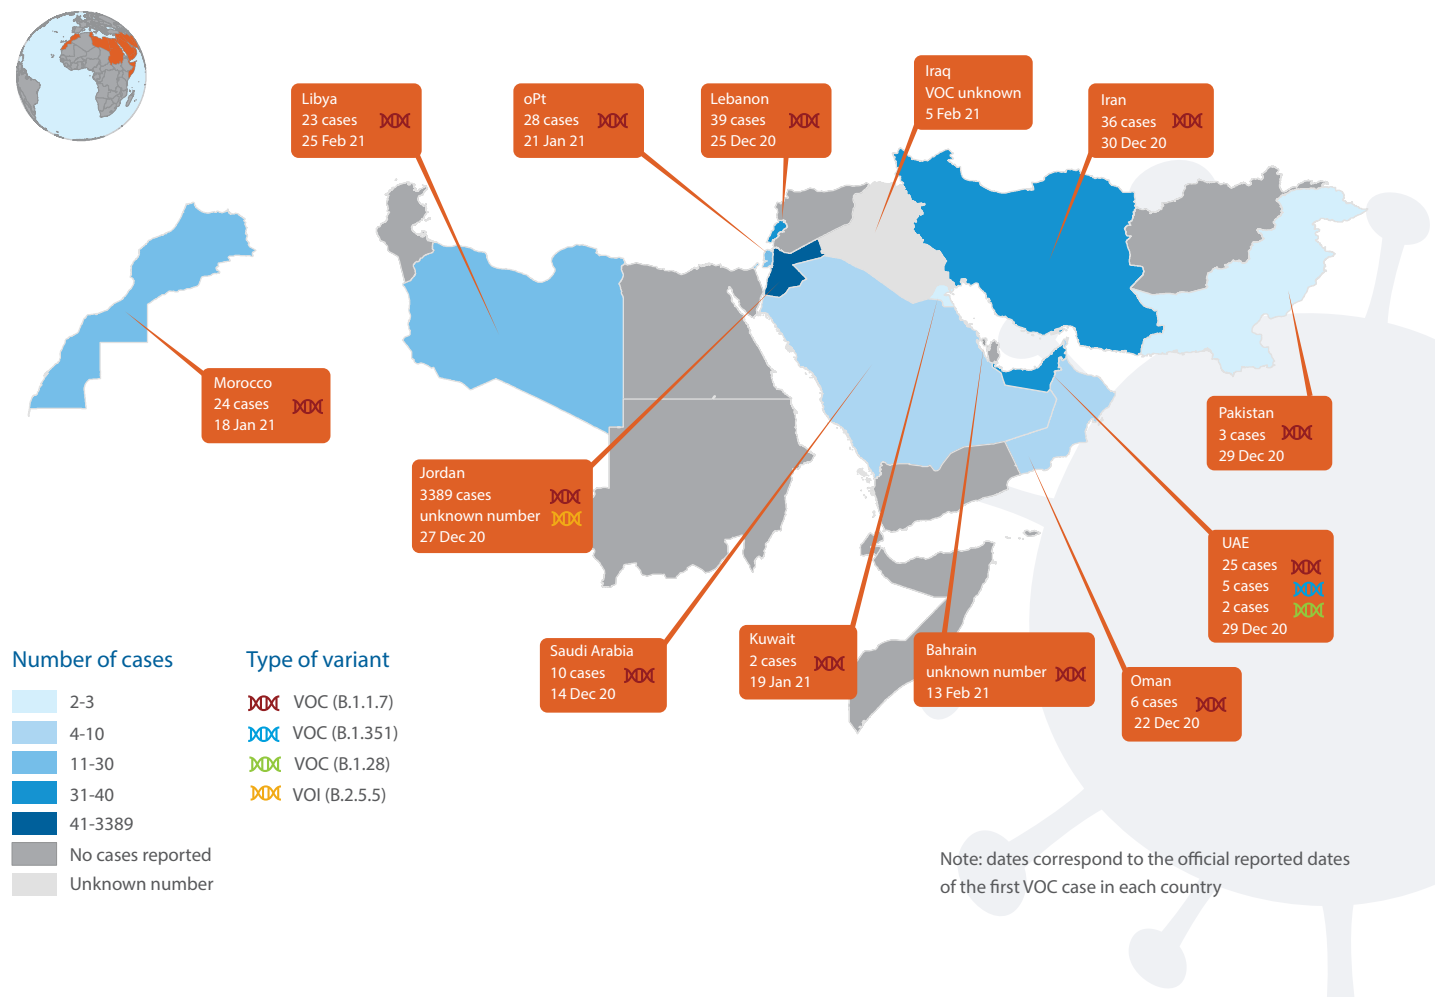 Iraq
VOC unknown
5 Feb 21
Libya
23 cases
25 Feb 21
oPt
28 cases
21 Jan 21
Lebanon
39 cases
25 Dec 20
Iran
36 cases
30 Dec 20
Morocco
24 cases
18 Jan 21
Pakistan
3 cases
29 Dec 20
Jordan
3389 cases
unknown number
27 Dec 20
UAE
25 cases
5 cases
2 cases
29 Dec 20
Saudi Arabia
10 cases
14 Dec 20
Kuwait
2 cases
19 Jan 21
Bahrain
unknown number
13 Feb 21
Oman
6 cases
22 Dec 20
Number of cases
2-3
4-10
11-30
31-40
41-3389
No cases reported
Unknown number
Type of variant
VOC (B.1.1.7)
VOC (B.1.351)
VOC (B.1.28)
VOI (B.2.5.5)
Note: dates correspond to the official reported dates
of the first VOC case in each country